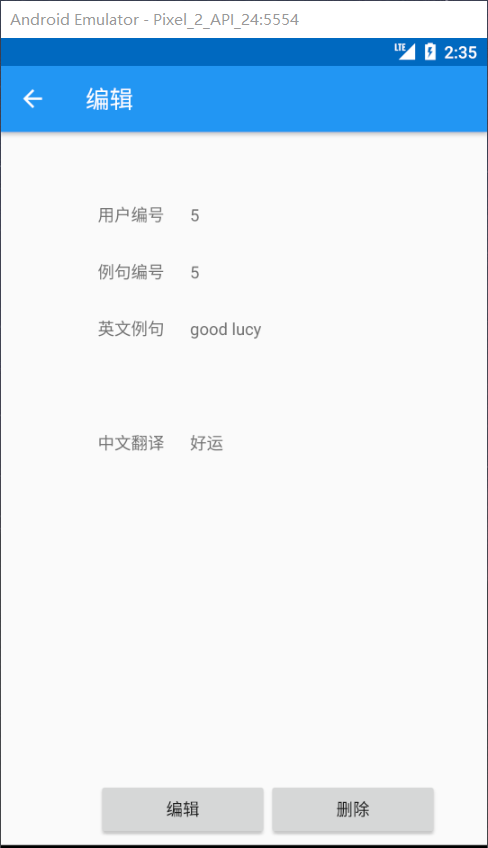 Android Emulator - Pixel_2_API_24:5554
LTE 2:35
编辑
用户编号 5
例句编号 5
英文例句 good lucy
中文翻译 好运
编辑 删除